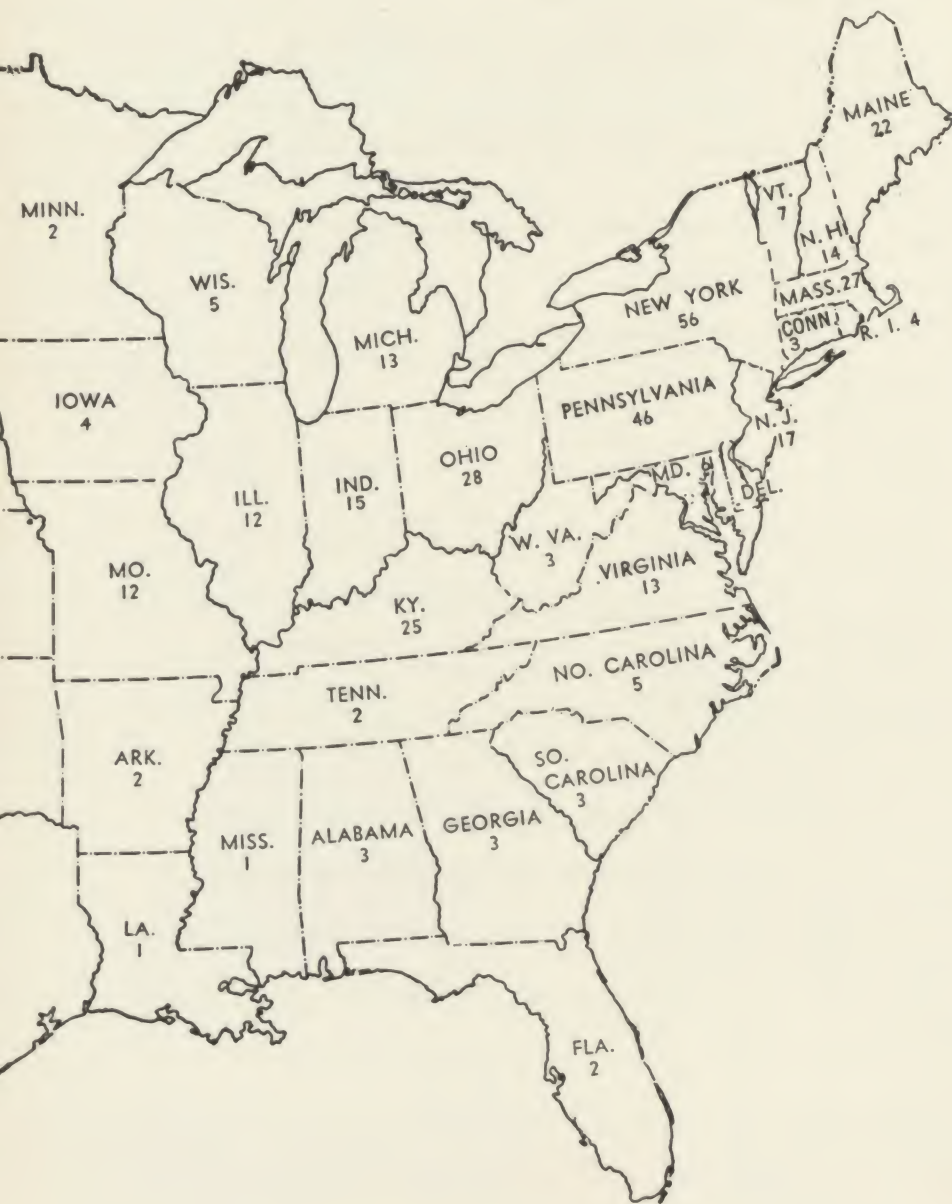 MAINE
22
VT.
7
N. H.
14
MASS. 27
CONN
3
R. I. 4
NEW YORK
56
PENNSYLVANIA
46
N. J.
17
MD.
DEL.
MINN.
2
WIS.
5
MICH.
13
IOWA
4
ILL.
12
IND.
15
OHIO
28
W. VA.
3
VIRGINIA
13
MO.
12
KY.
25
NO. CAROLINA
5
TENN.
2
SO.
CAROLINA
3
ARK.
2
MISS.
1
ALABAMA
3
GEORGIA
3
LA.
1
FLA.
2